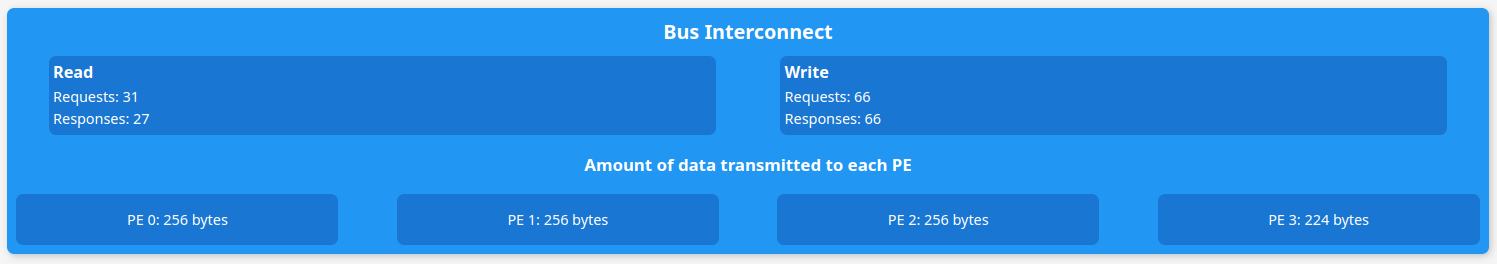 Bus Interconnect
Read
Requests: 31
Responses: 27
Write
Requests: 66
Responses: 66
Amount of data transmitted to each PE
PE 0: 256 bytes
PE 1: 256 bytes
PE 2: 256 bytes
PE 3: 224 bytes